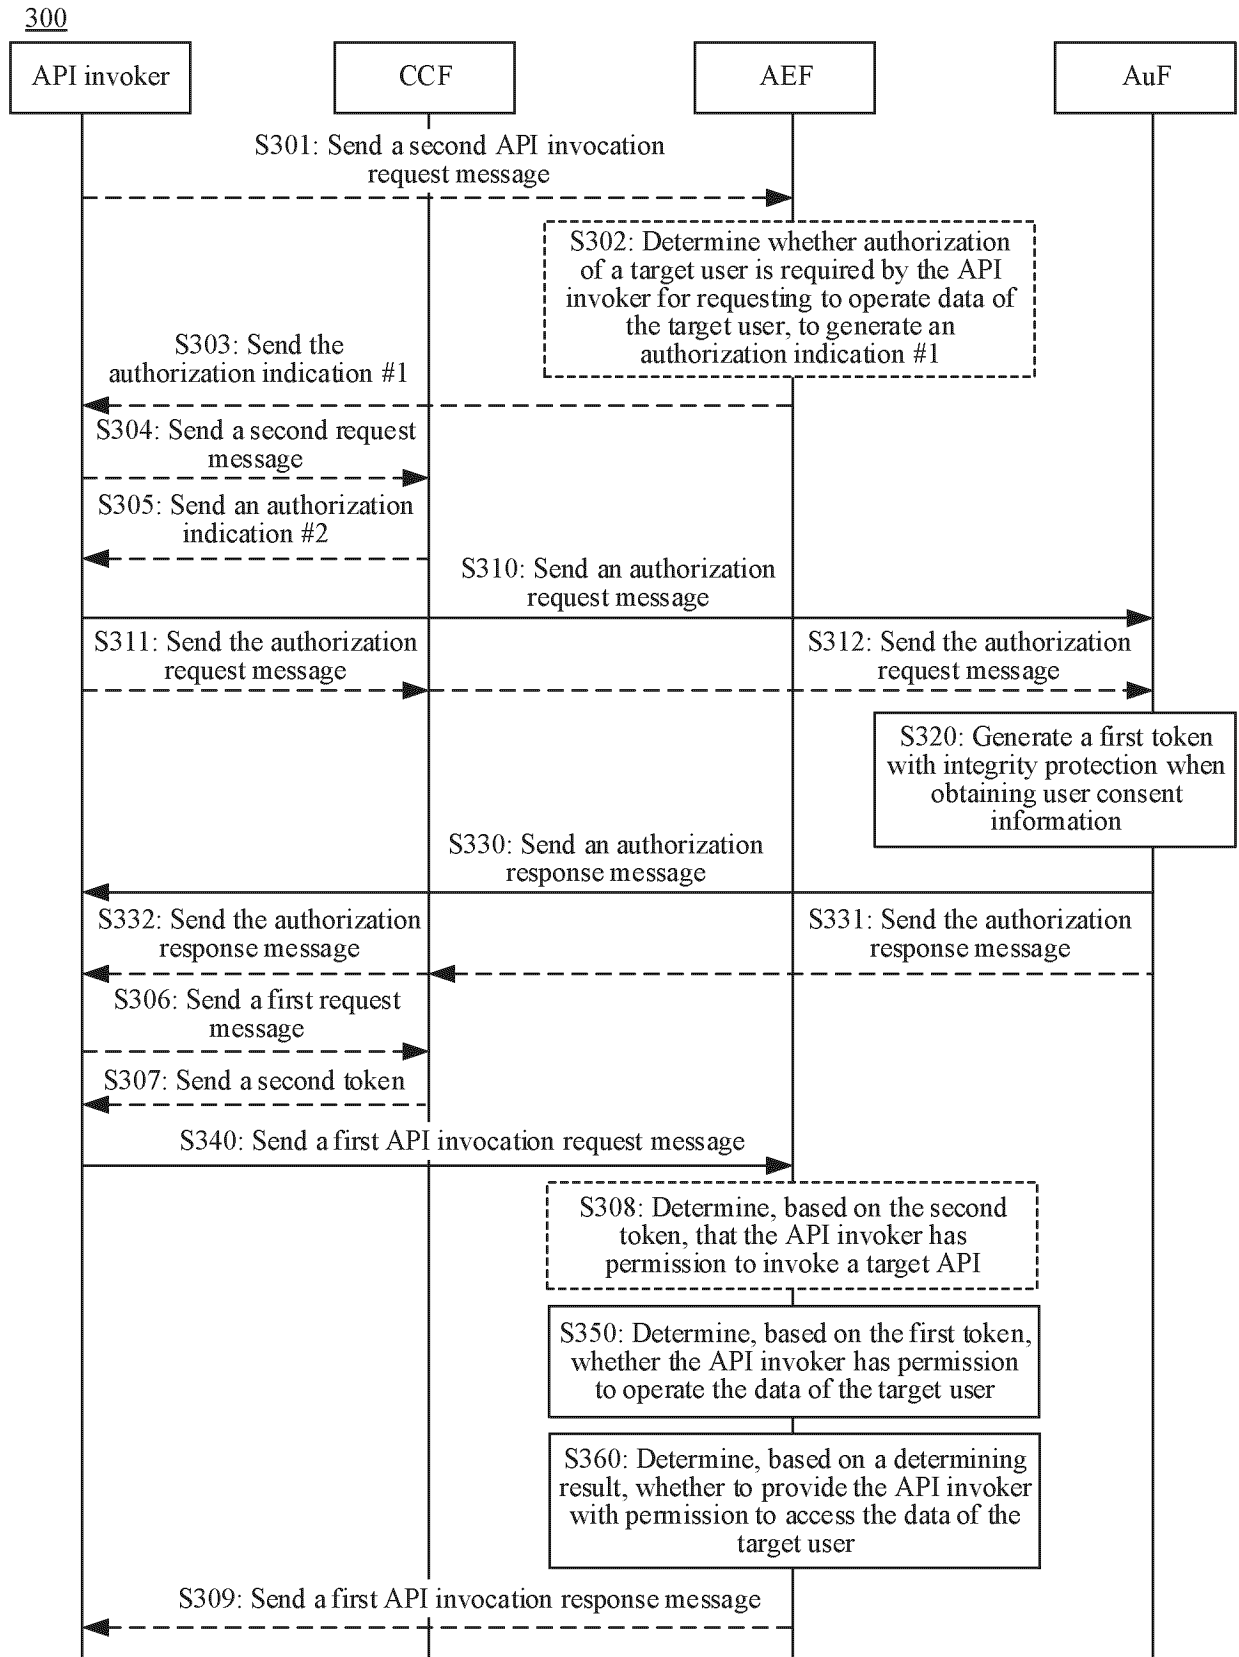 300
API invoker
CCF
AEF
AuF
S301: Send a second API invocation
request message
S302: Determine whether authorization
of a target user is required by the API
invoker for requesting to operate data of
the target user, to generate an
authorization indication #1
S303: Send the
authorization indication #1
S304: Send a second request
message
S305: Send an authorization
indication #2
S310: Send an authorization
request message
S311: Send the authorization
request message
S312: Send the authorization
request message
S320: Generate a first token
with integrity protection when
obtaining user consent
information
S330: Send an authorization
response message
S332: Send the authorization
response message
S331: Send the authorization
response message
S306: Send a first request
message
S307: Send a second token
S340: Send a first API invocation request message
S308: Determine, based on the second
token, that the API invoker has
permission to invoke a target API
S350: Determine, based on the first token,
whether the API invoker has permission
to operate the data of the target user
S360: Determine, based on a determining
result, whether to provide the API invoker
with permission to access the data of the
target user
S309: Send a first API invocation response message